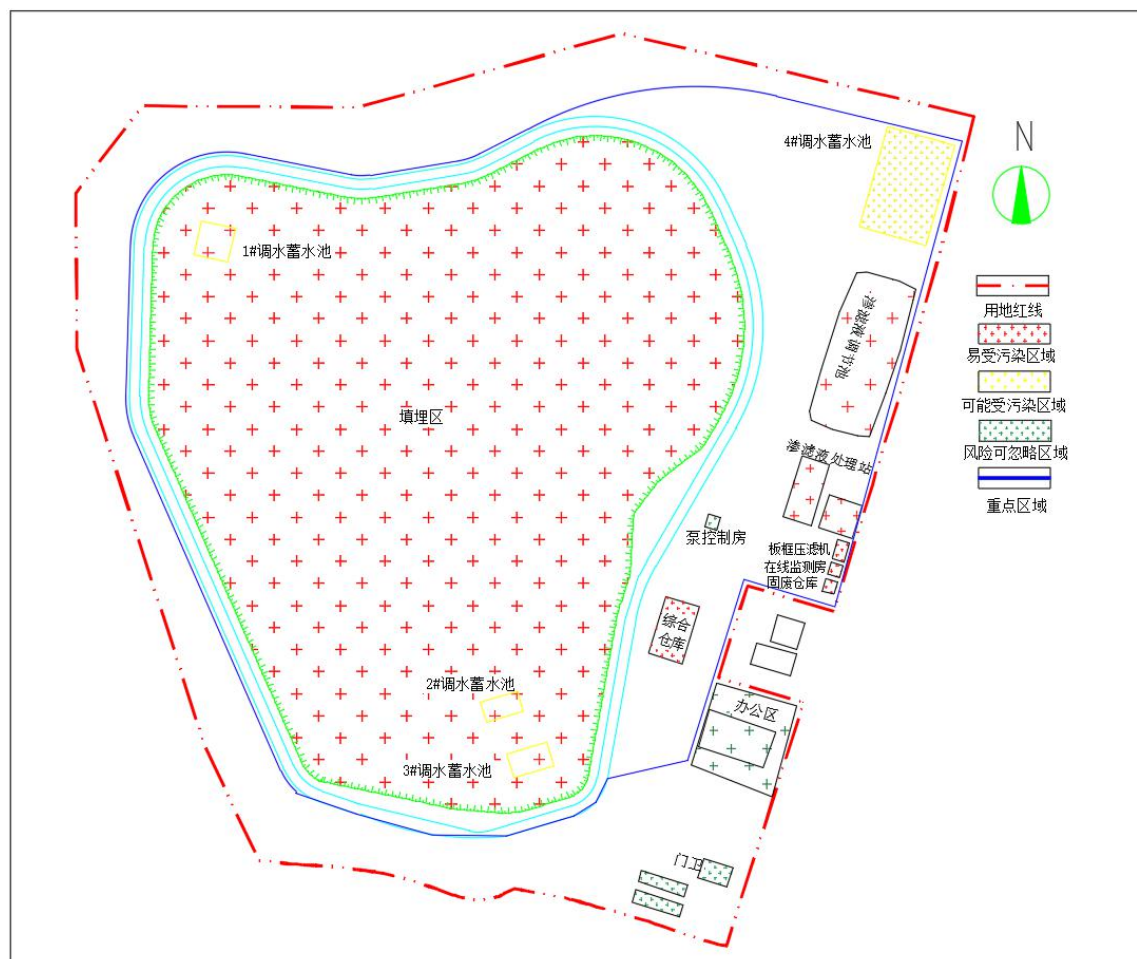 4#调水蓄水池
N
1#调水蓄水池
用地红线
渗滤液调节池
易受污染区域
可能受污染区域
填埋区
风险可忽略区域
渗滤液处理站
重点区域
泵控制房
板框压滤机
在线监测房
固废仓库
综合
仓库
2#调水蓄水池
办公区
3#调水蓄水池
门卫